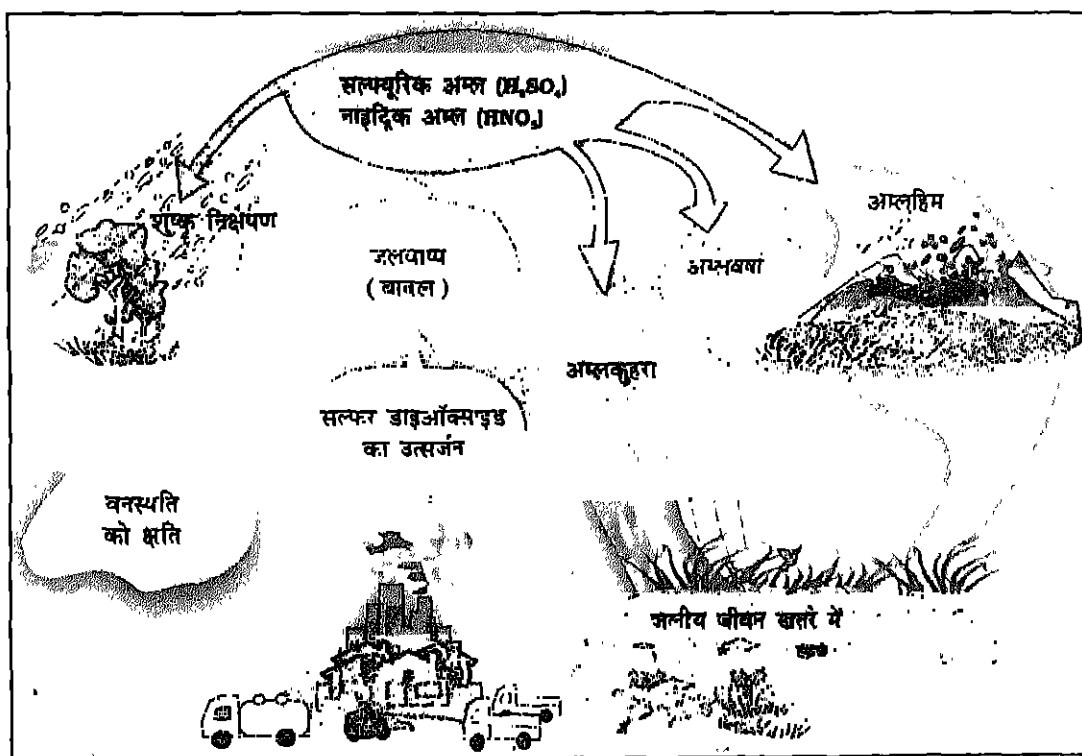 सल्फ्यूरिक अम्ल (H₂SO₄)
नाइट्रिक अम्ल (HNO₃)
शुष्क निक्षेपण
अम्लहिम
जलवाष्प
(बादल)
अम्लवर्षा
अम्लकुहरा
सल्फर डाइऑक्साइड
का उत्सर्जन
वनस्पति
को क्षति
जलीय जीवन खतरे में